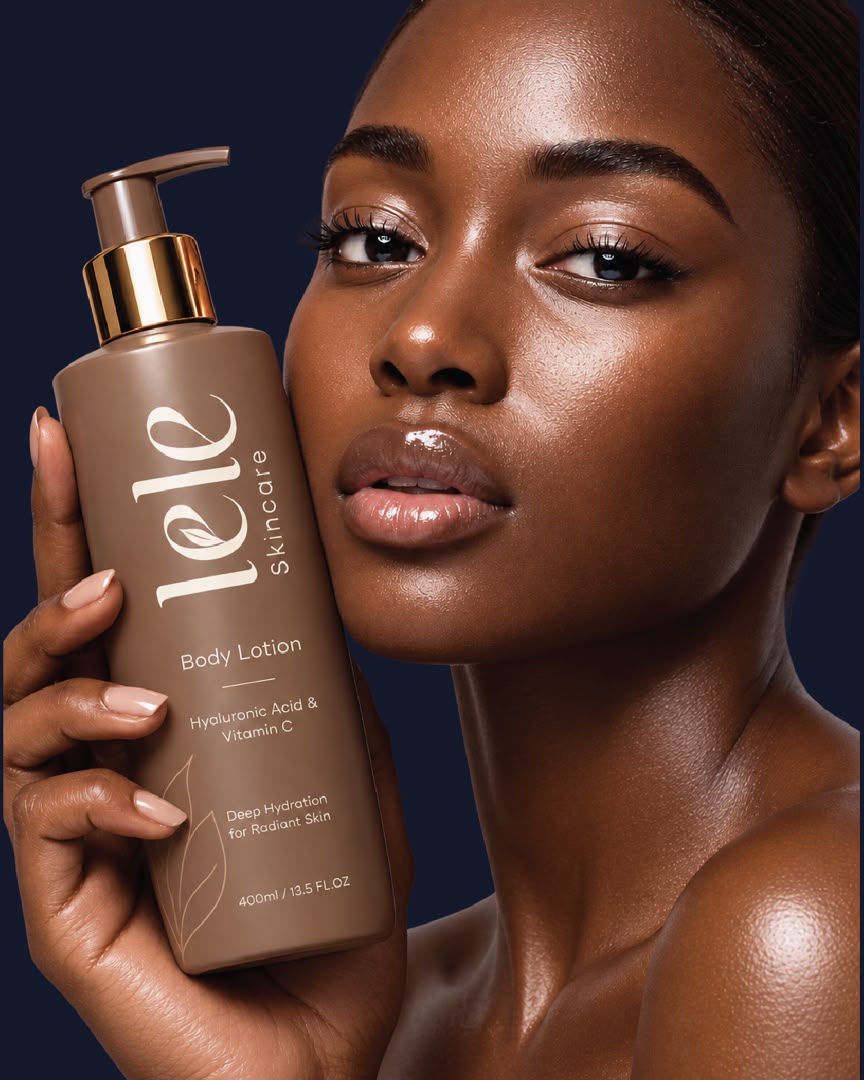 lele
Skincare
Body Lotion
Hyaluronic Acid &
Vitamin C
Deep Hydration
for Radiant Skin
400ml / 13.5 FL.OZ